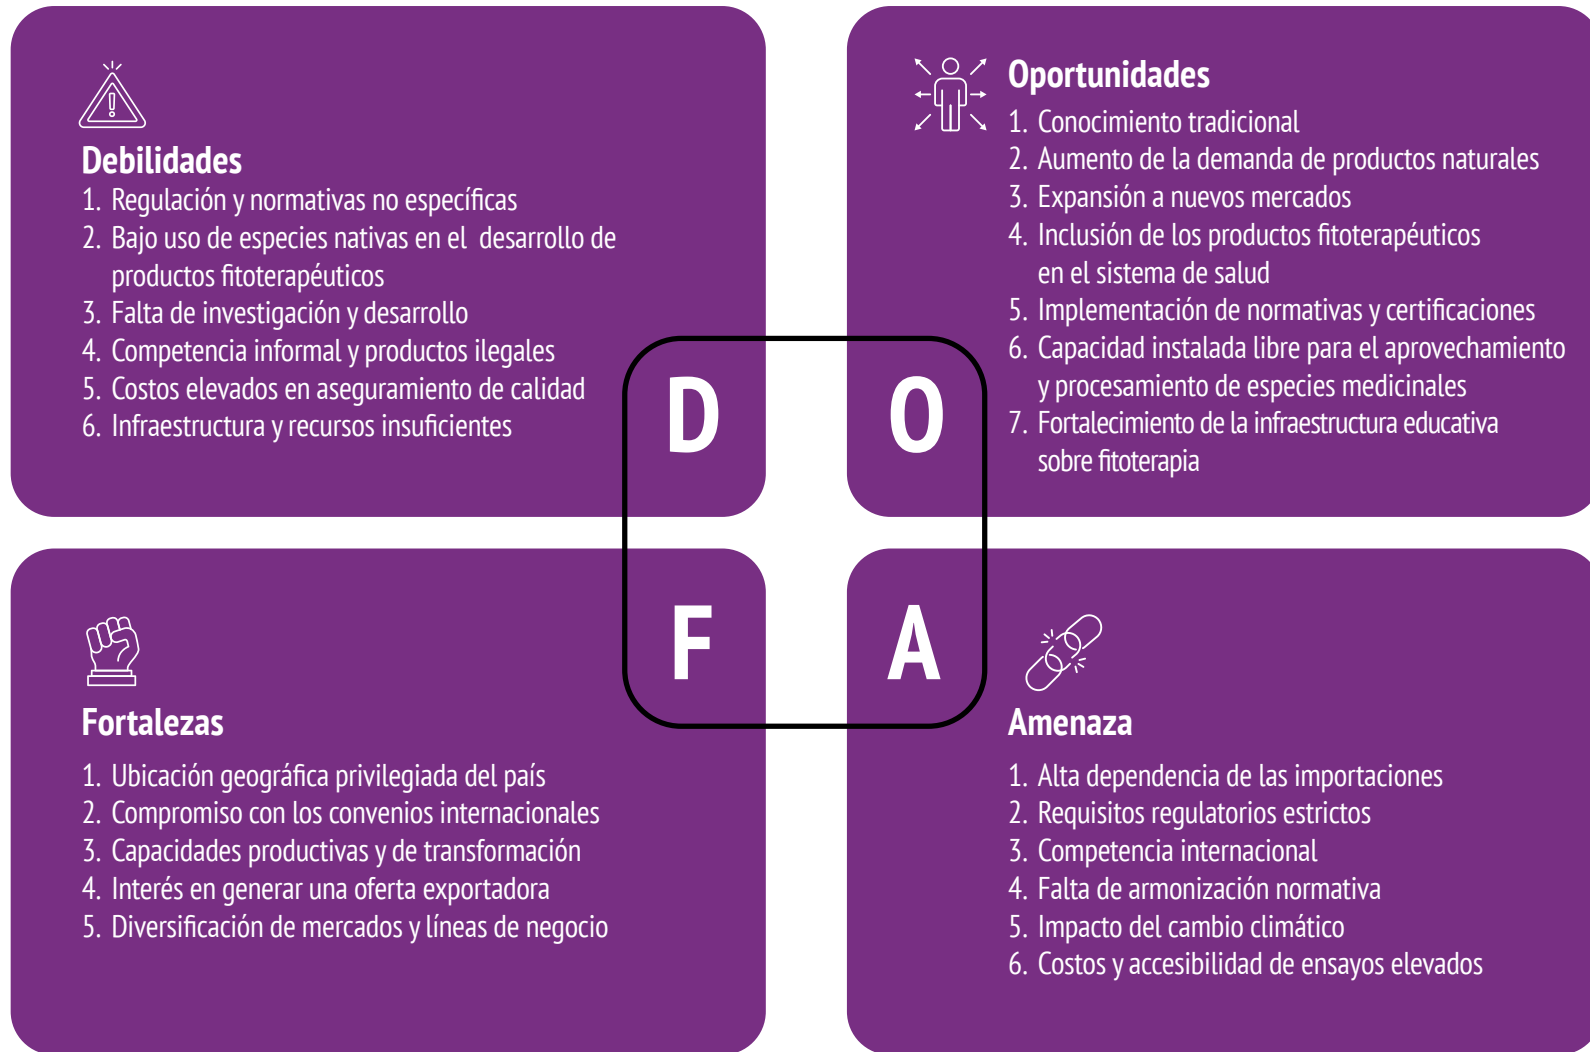 Debilidades
1. Regulación y normativas no específicas
2. Bajo uso de especies nativas en el desarrollo de
productos fitoterapéuticos
3. Falta de investigación y desarrollo
4. Competencia informal y productos ilegales
5. Costos elevados en aseguramiento de calidad
6. Infraestructura y recursos insuficientes
D
Oportunidades
1. Conocimiento tradicional
2. Aumento de la demanda de productos naturales
3. Expansión a nuevos mercados
4. Inclusión de los productos fitoterapéuticos
en el sistema de salud
5. Implementación de normativas y certificaciones
6. Capacidad instalada libre para el aprovechamiento
y procesamiento de especies medicinales
7. Fortalecimiento de la infraestructura educativa
sobre fitoterapia
O
Fortalezas
1. Ubicación geográfica privilegiada del país
2. Compromiso con los convenios internacionales
3. Capacidades productivas y de transformación
4. Interés en generar una oferta exportadora
5. Diversificación de mercados y líneas de negocio
F
Amenaza
1. Alta dependencia de las importaciones
2. Requisitos regulatorios estrictos
3. Competencia internacional
4. Falta de armonización normativa
5. Impacto del cambio climático
6. Costos y accesibilidad de ensayos elevados
A